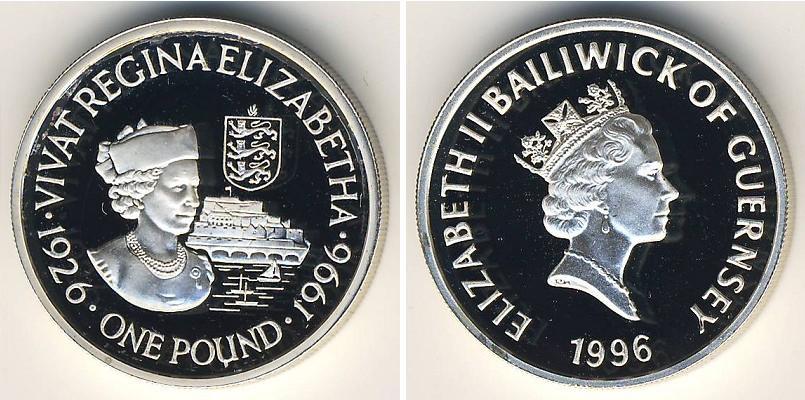 1926 · VIVAT REGINA ELIZABETHA · 1996 ·
ONE POUND ·
ELIZABETH II BAILIWICK OF GUERNSEY
1996